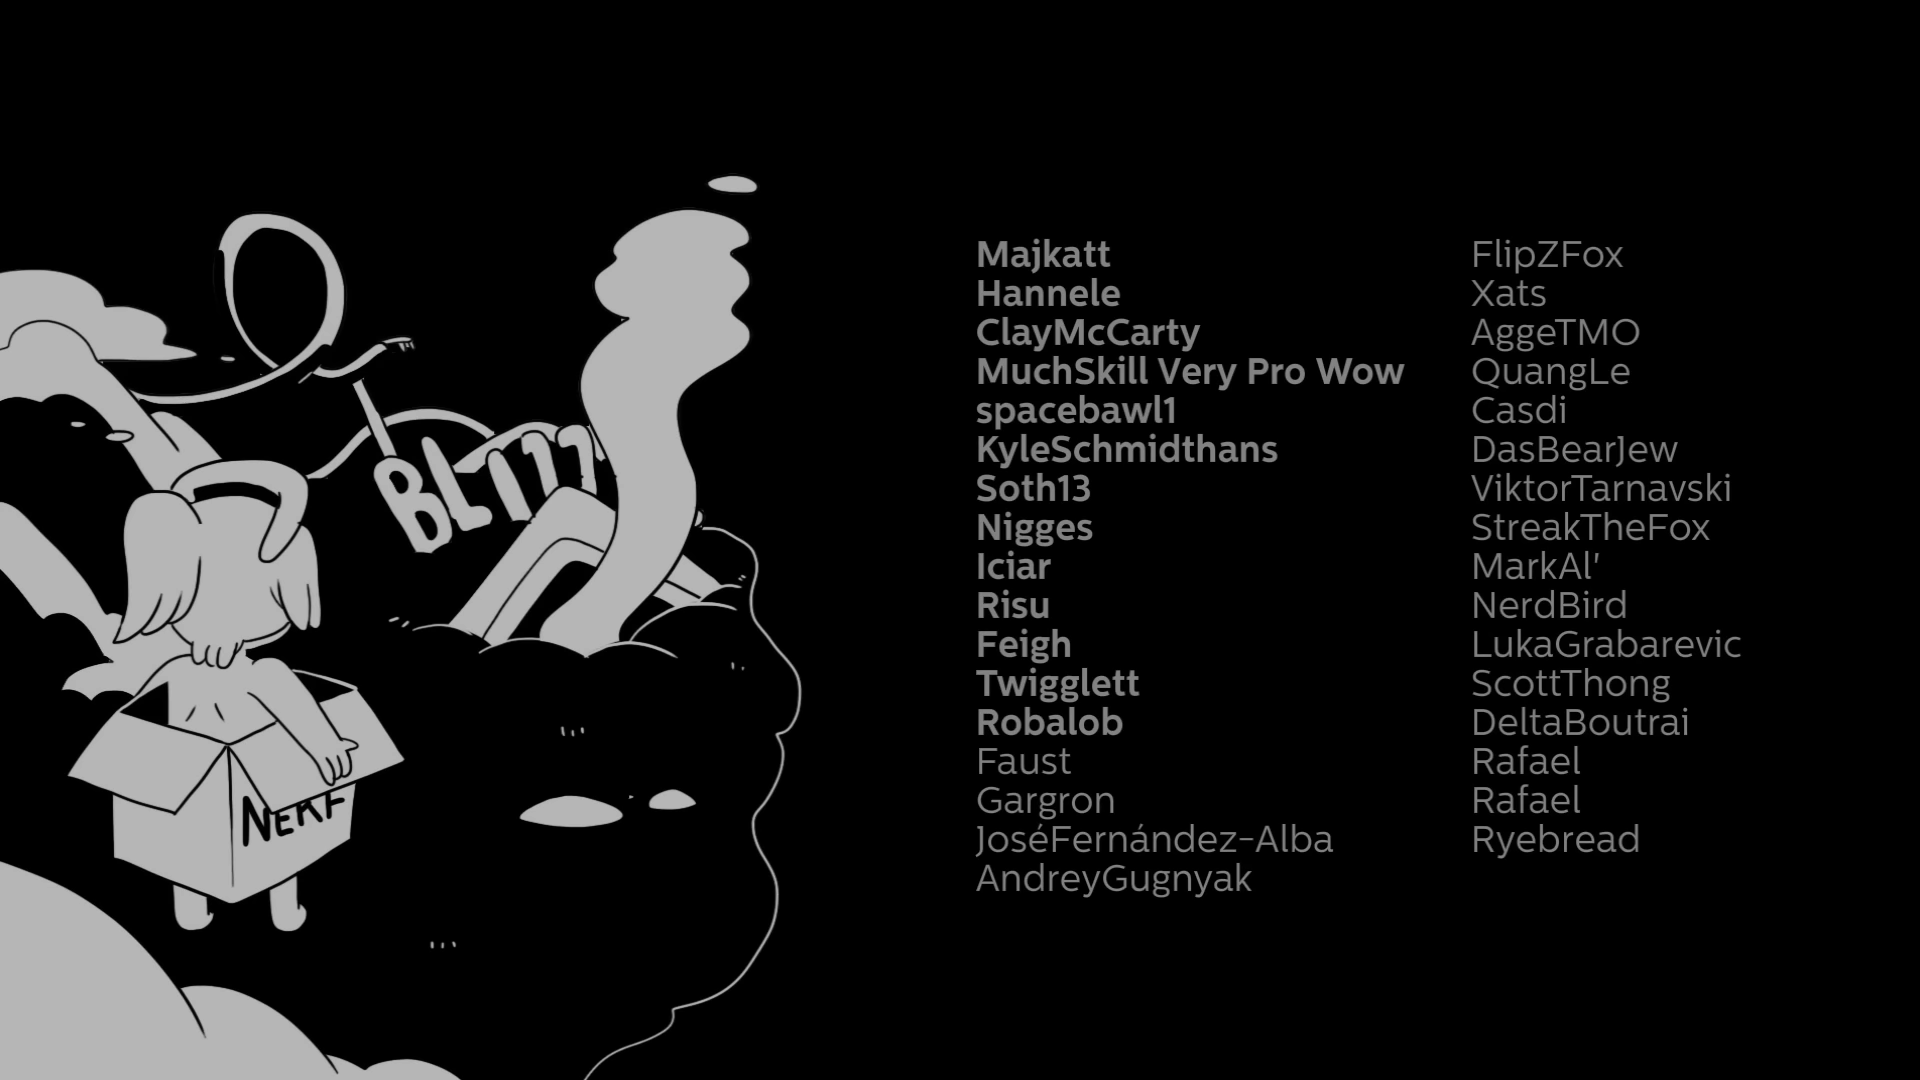 BLIZZ
NERF
Majkatt
Hannele
ClayMcCarty
MuchSkill Very Pro Wow
spacebawl1
KyleSchmidthans
Soth13
Nigges
Iciar
Risu
Feigh
Twigglett
Robalob
Faust
Gargron
JoséFernández-Alba
AndreyGugnyak
FlipZFox
Xats
AggeTMO
QuangLe
Casdi
DasBearJew
ViktorTarnavski
StreakTheFox
MarkAl'
NerdBird
LukaGrabarevic
ScottThong
DeltaBoutrai
Rafael
Rafael
Ryebread